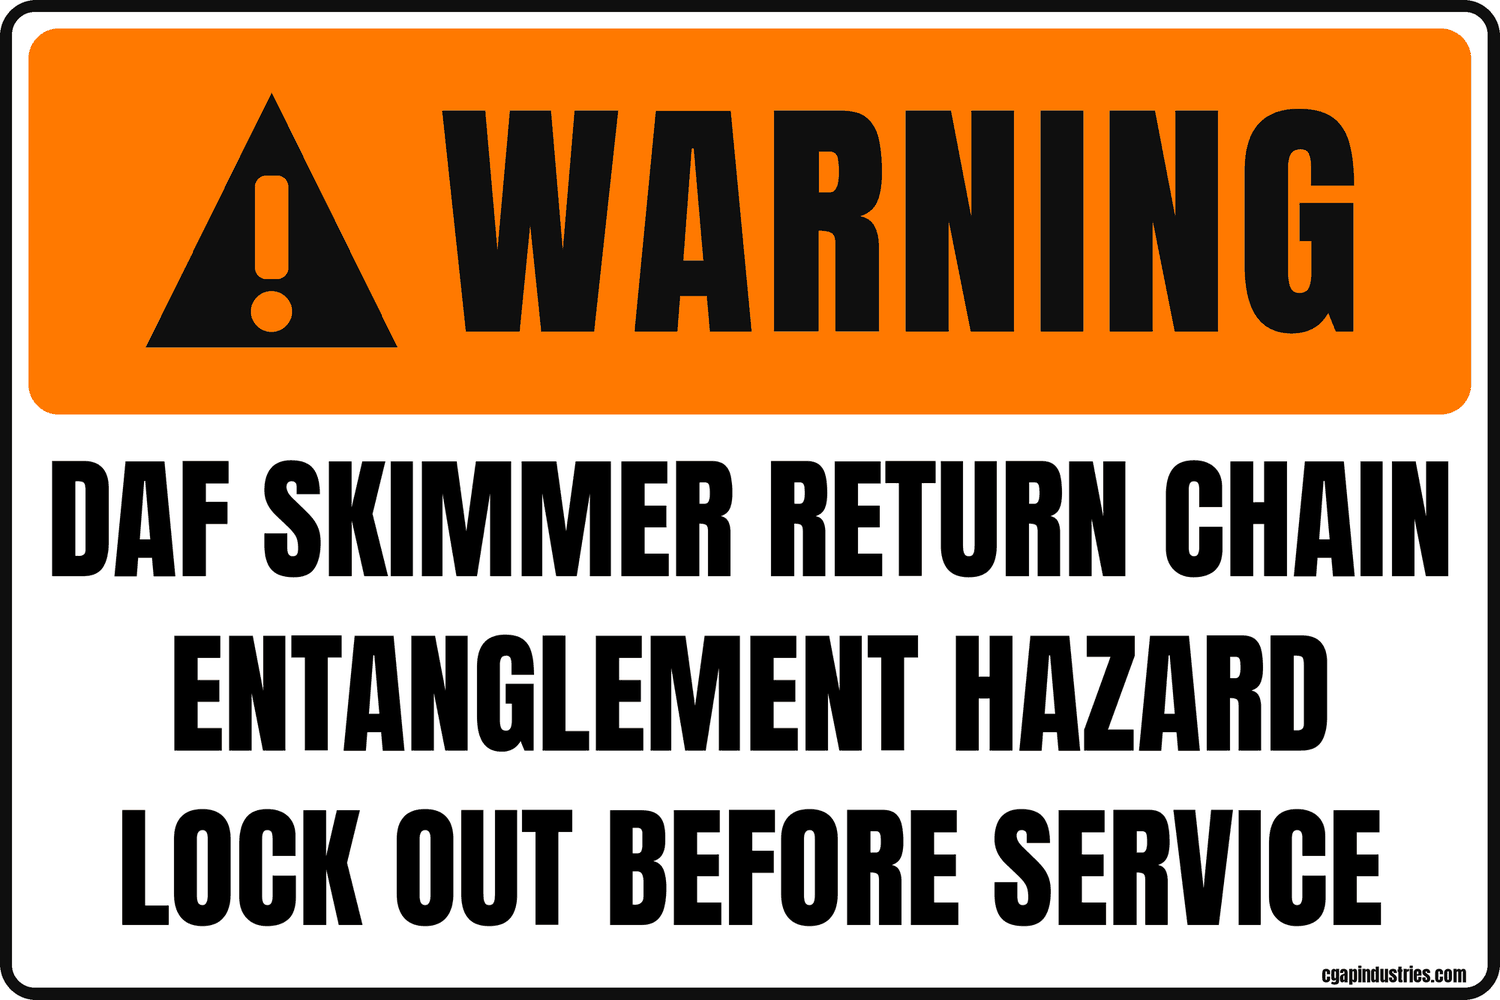 WARNING
DAF SKIMMER RETURN CHAIN
ENTANGLEMENT HAZARD
LOCK OUT BEFORE SERVICE
cgapindustries.com